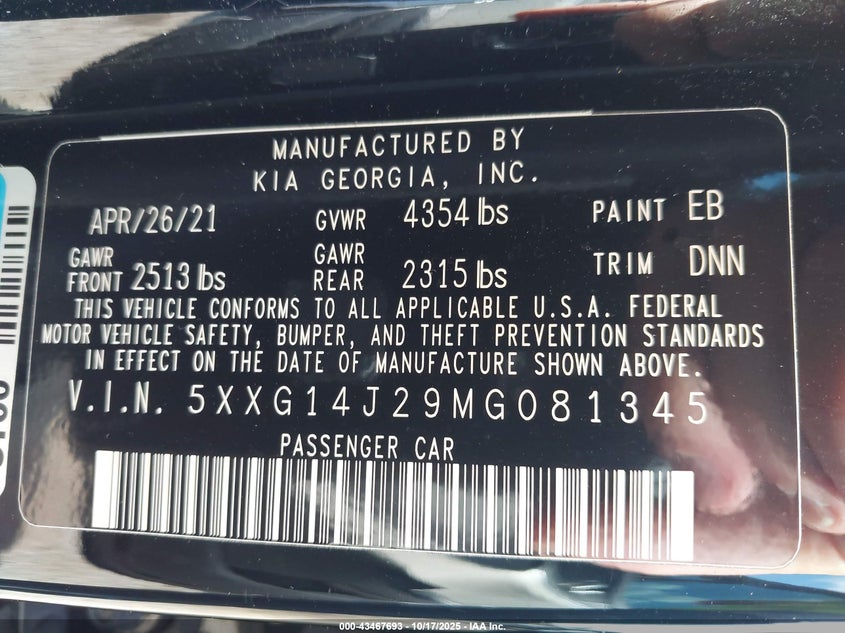 MANUFACTURED BY
KIA GEORGIA, INC.
APR/26/21 GVWR 4354 lbs PAINT EB
GAWR FRONT 2513 lbs GAWR REAR 2315 lbs TRIM DNN
THIS VEHICLE CONFORMS TO ALL APPLICABLE U.S.A. FEDERAL
MOTOR VEHICLE SAFETY, BUMPER, AND THEFT PREVENTION STANDARDS
IN EFFECT ON THE DATE OF MANUFACTURE SHOWN ABOVE.
V.I.N. 5XXG14J29MG081345
PASSENGER CAR
000-43467693 - 10/17/2025 - IAA Inc.